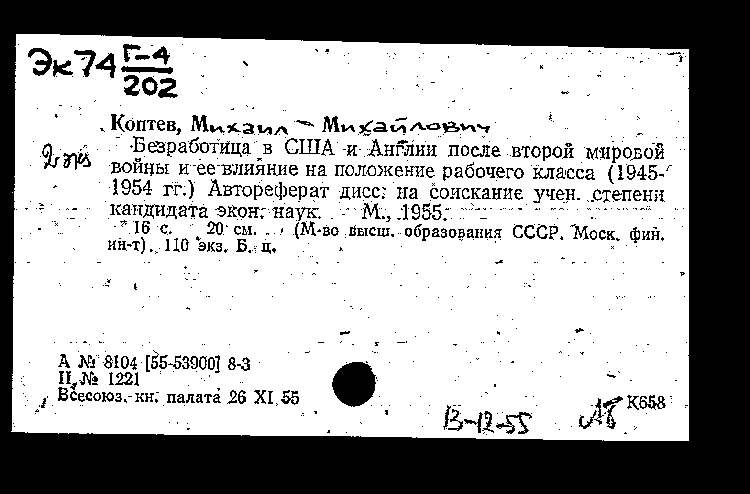 Эк74 Г-4
202
Коптев, Михаил Михайлович
2 экз
Безработица в США и Англии после второй мировой
войны и ее влияние на положение рабочего класса (1945-
1954 гг.) Автореферат дисс. на соискание учен. степени
кандидата экон. наук. М., 1955.
16 с. 20 см. (М-во высш. образования СССР. Моск. фин.
ин-т). 110 экз. Б. ц.
А № 8104 [55-53900] 8-3
П № 1221
Всесоюз. кн. палата 26 XI 55
В-12-55
К658